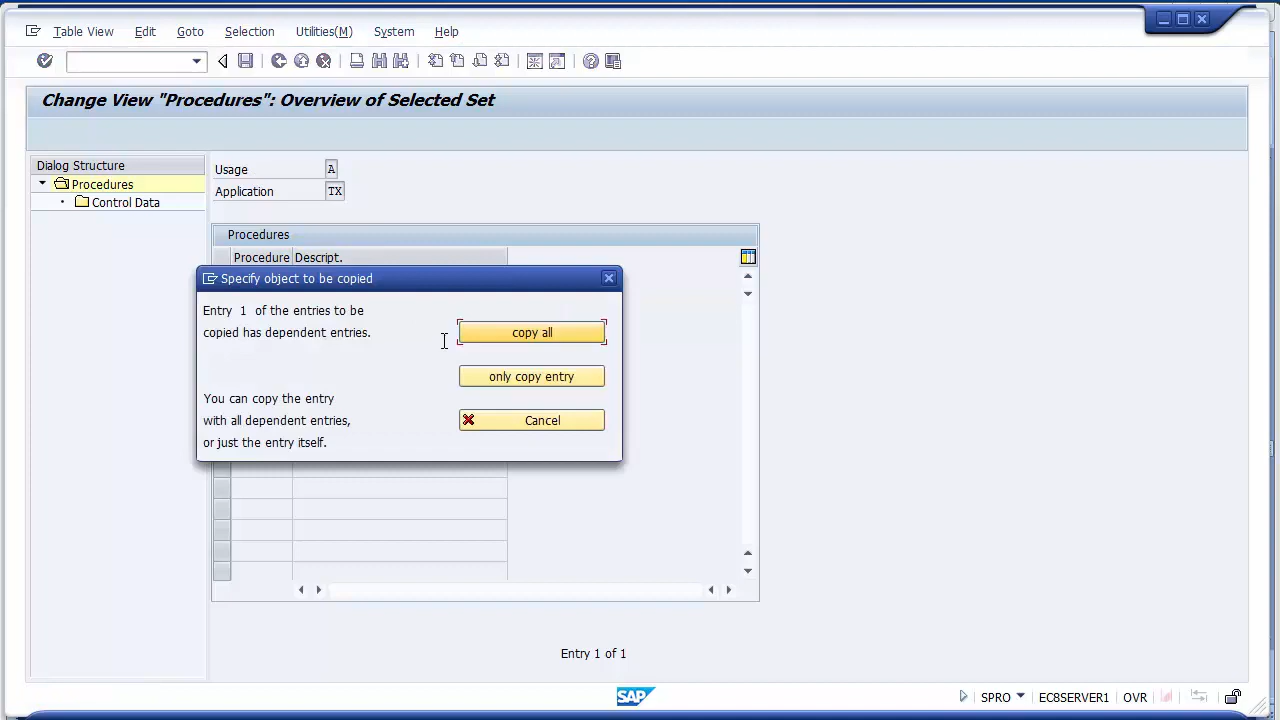 Table View Edit Goto Selection Utilities(M) System Help
Change View "Procedures": Overview of Selected Set
Dialog Structure
Procedures
Control Data
Usage A
Application TX
Procedures
Procedure Descript.
Specify object to be copied
Entry 1 of the entries to be
copied has dependent entries.
copy all
only copy entry
You can copy the entry
with all dependent entries,
or just the entry itself.
Cancel
Entry 1 of 1
SAP
SPRO EC8SERVER1 OVR